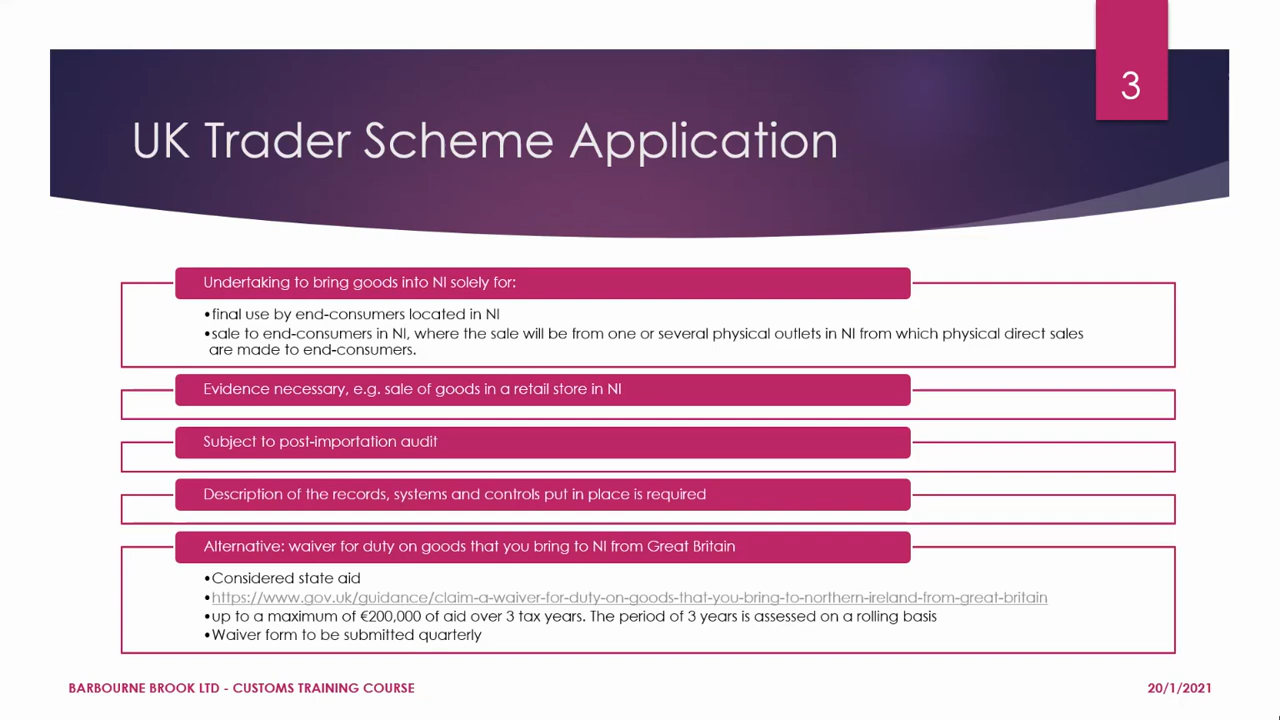 3
UK Trader Scheme Application
Undertaking to bring goods into NI solely for:
•final use by end-consumers located in NI
•sale to end-consumers in NI, where the sale will be from one or several physical outlets in NI from which physical direct sales
are made to end-consumers.
Evidence necessary, e.g. sale of goods in a retail store in NI
Subject to post-importation audit
Description of the records, systems and controls put in place is required
Alternative: waiver for duty on goods that you bring to NI from Great Britain
•Considered state aid
•https://www.gov.uk/guidance/claim-a-waiver-for-duty-on-goods-that-you-bring-to-northern-ireland-from-great-britain
•up to a maximum of €200,000 of aid over 3 tax years. The period of 3 years is assessed on a rolling basis
•Waiver form to be submitted quarterly
BARBOURNE BROOK LTD - CUSTOMS TRAINING COURSE
20/1/2021